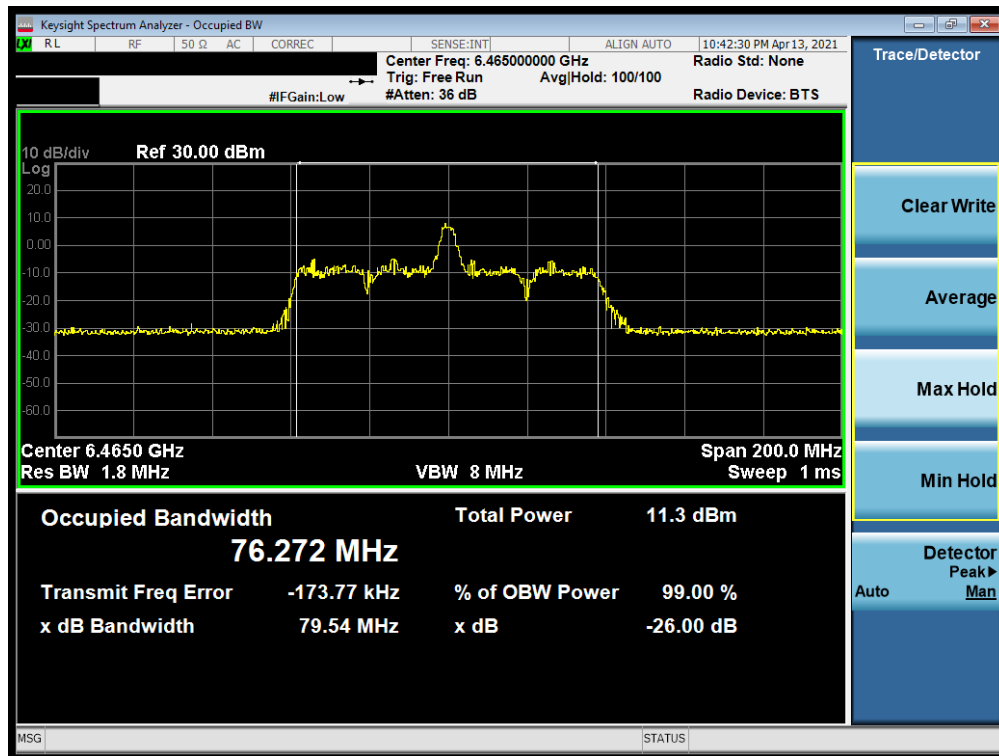 Keysight Spectrum Analyzer - Occupied BW
LXI RL RF 50 Ω AC CORREC SENSE:INT ALIGN AUTO 10:42:30 PM Apr 13, 2021
Center Freq: 6.465000000 GHz Radio Std: None
Trig: Free Run Avg|Hold: 100/100
#IFGain:Low #Atten: 36 dB Radio Device: BTS
10 dB/div Ref 30.00 dBm
Log
20.0
10.0
0.00
-10.0
-20.0
-30.0
-40.0
-50.0
-60.0
Center 6.4650 GHz Span 200.0 MHz
Res BW 1.8 MHz VBW 8 MHz Sweep 1 ms
Occupied Bandwidth Total Power 11.3 dBm
76.272 MHz
Transmit Freq Error -173.77 kHz % of OBW Power 99.00 %
x dB Bandwidth 79.54 MHz x dB -26.00 dB
MSG STATUS
Trace/Detector
Clear Write
Average
Max Hold
Min Hold
Detector
Peak▶
Auto Man